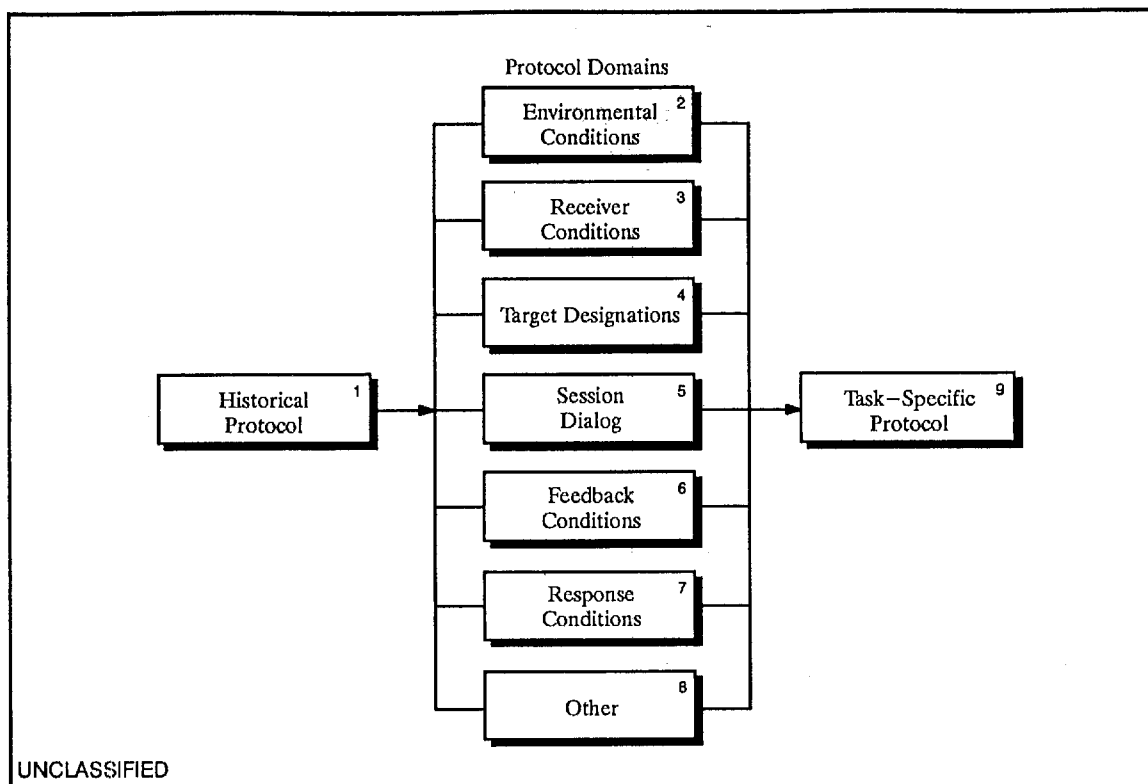 Protocol Domains
2
Environmental
Conditions
3
Receiver
Conditions
4
Target Designations
1
Historical
Protocol
5
Session
Dialog
9
Task-Specific
Protocol
6
Feedback
Conditions
7
Response
Conditions
8
Other
UNCLASSIFIED